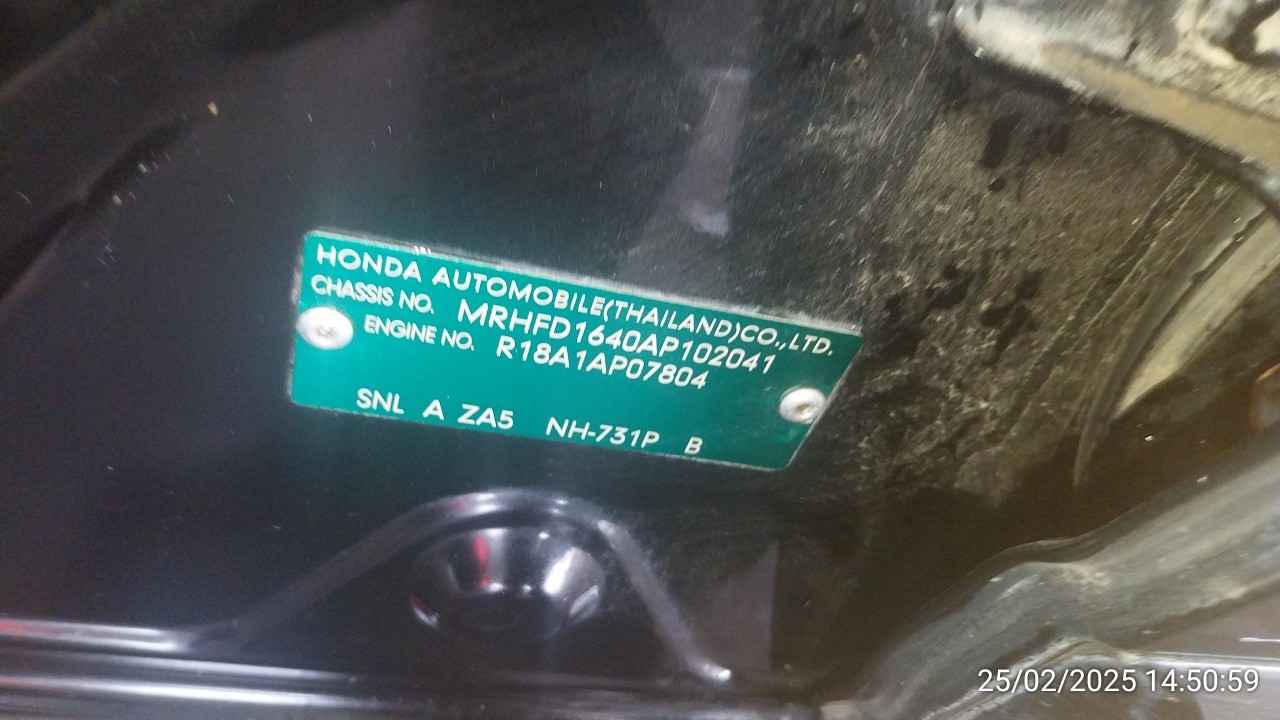 HONDA AUTOMOBILE(THAILAND)CO.,LTD.
CHASSIS NO. MRHFD1640AP102041
ENGINE NO. R18A1AP07804
SNL A ZA5 NH-731P B
25/02/2025 14:50:59